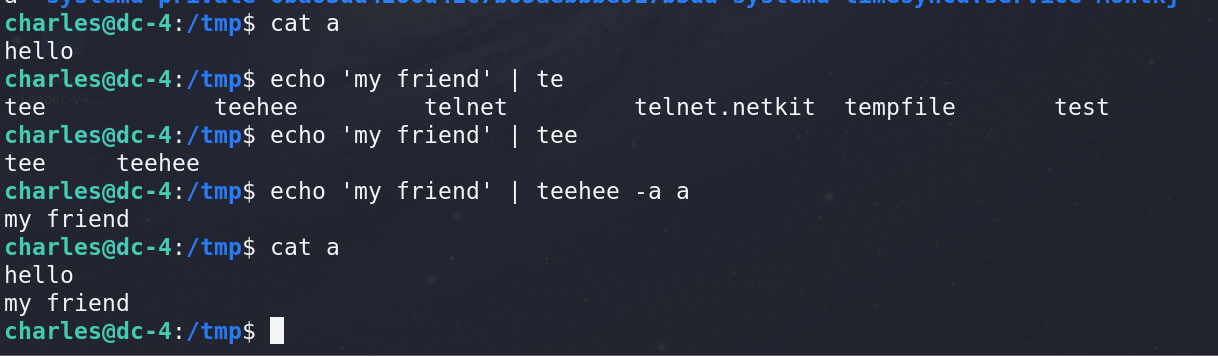 charles@dc-4:/tmp$ cat a
hello
charles@dc-4:/tmp$ echo 'my friend' | te
tee teehee telnet telnet.netkit tempfile test
charles@dc-4:/tmp$ echo 'my friend' | tee
tee teehee
charles@dc-4:/tmp$ echo 'my friend' | teehee -a a
my friend
charles@dc-4:/tmp$ cat a
hello
my friend
charles@dc-4:/tmp$